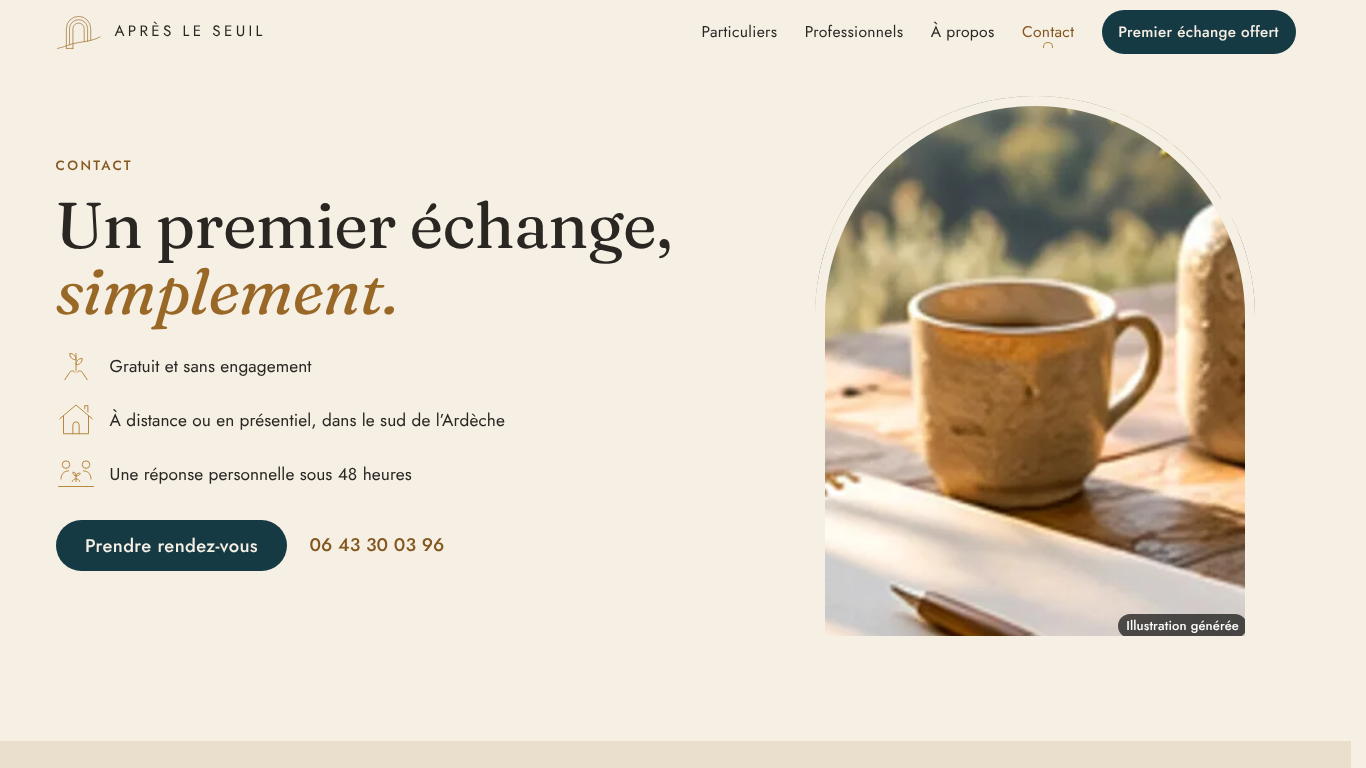 APRÈS LE SEUIL
Particuliers
Professionnels
À propos
Contact
Premier échange offert
CONTACT
Un premier échange,
simplement.
Gratuit et sans engagement
À distance ou en présentiel, dans le sud de l'Ardèche
Une réponse personnelle sous 48 heures
Prendre rendez-vous
06 43 30 03 96
Illustration générée